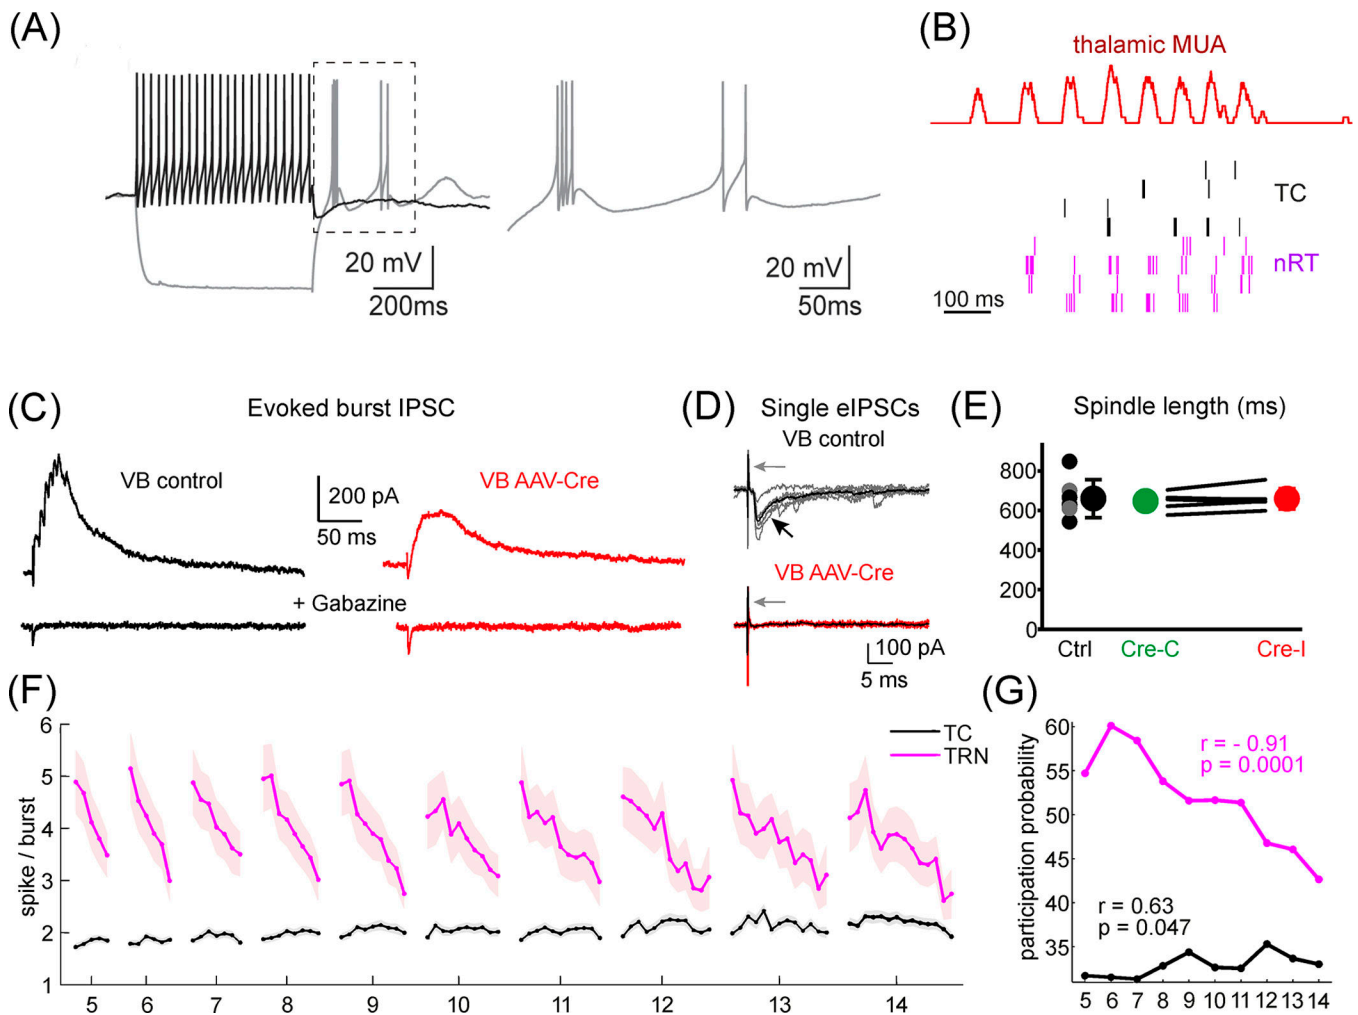 (A)
20 mV
200ms
20 mV
50ms
(B)
thalamic MUA
TC
nRT
100 ms
(C)
Evoked burst IPSC
VB control
200 pA
50 ms
VB AAV-Cre
+ Gabazine
(D)
Single eIPSCs
VB control
VB AAV-Cre
100 pA
5 ms
(E)
Spindle length (ms)
800
600
400
200
0
Ctrl
Cre-C
Cre-I
(F)
spike / burst
6
5
4
3
2
1
TC
TRN
5 6 7 8 9 10 11 12 13 14
(G)
participation probability
60
55
50
45
40
35
r = - 0.91
p = 0.0001
r = 0.63
p = 0.047
5 6 7 8 9 10 11 12 13 14